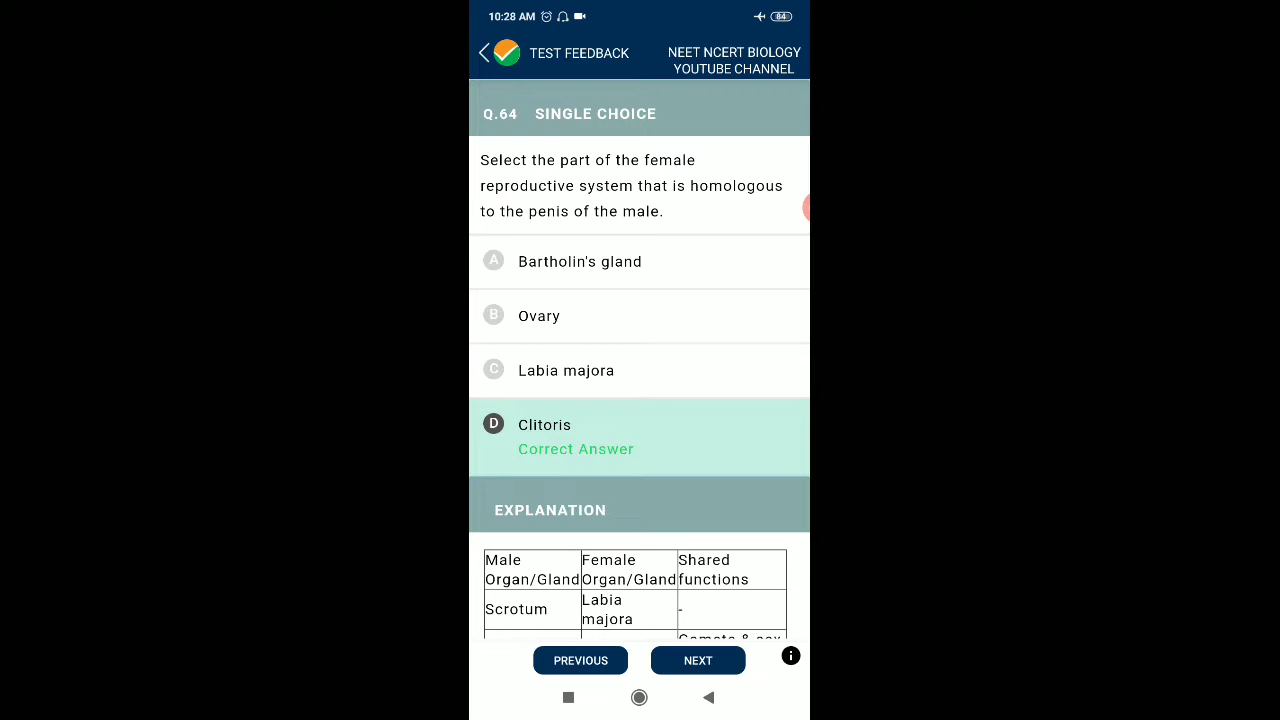 10:28 AM 84
TEST FEEDBACK
NEET NCERT BIOLOGY
YOUTUBE CHANNEL
Q.64 SINGLE CHOICE
Select the part of the female
reproductive system that is homologous
to the penis of the male.
A Bartholin's gland
B Ovary
C Labia majora
D Clitoris
Correct Answer
EXPLANATION
Male Female Shared
Organ/Gland Organ/Gland functions
Scrotum Labia majora -
PREVIOUS NEXT